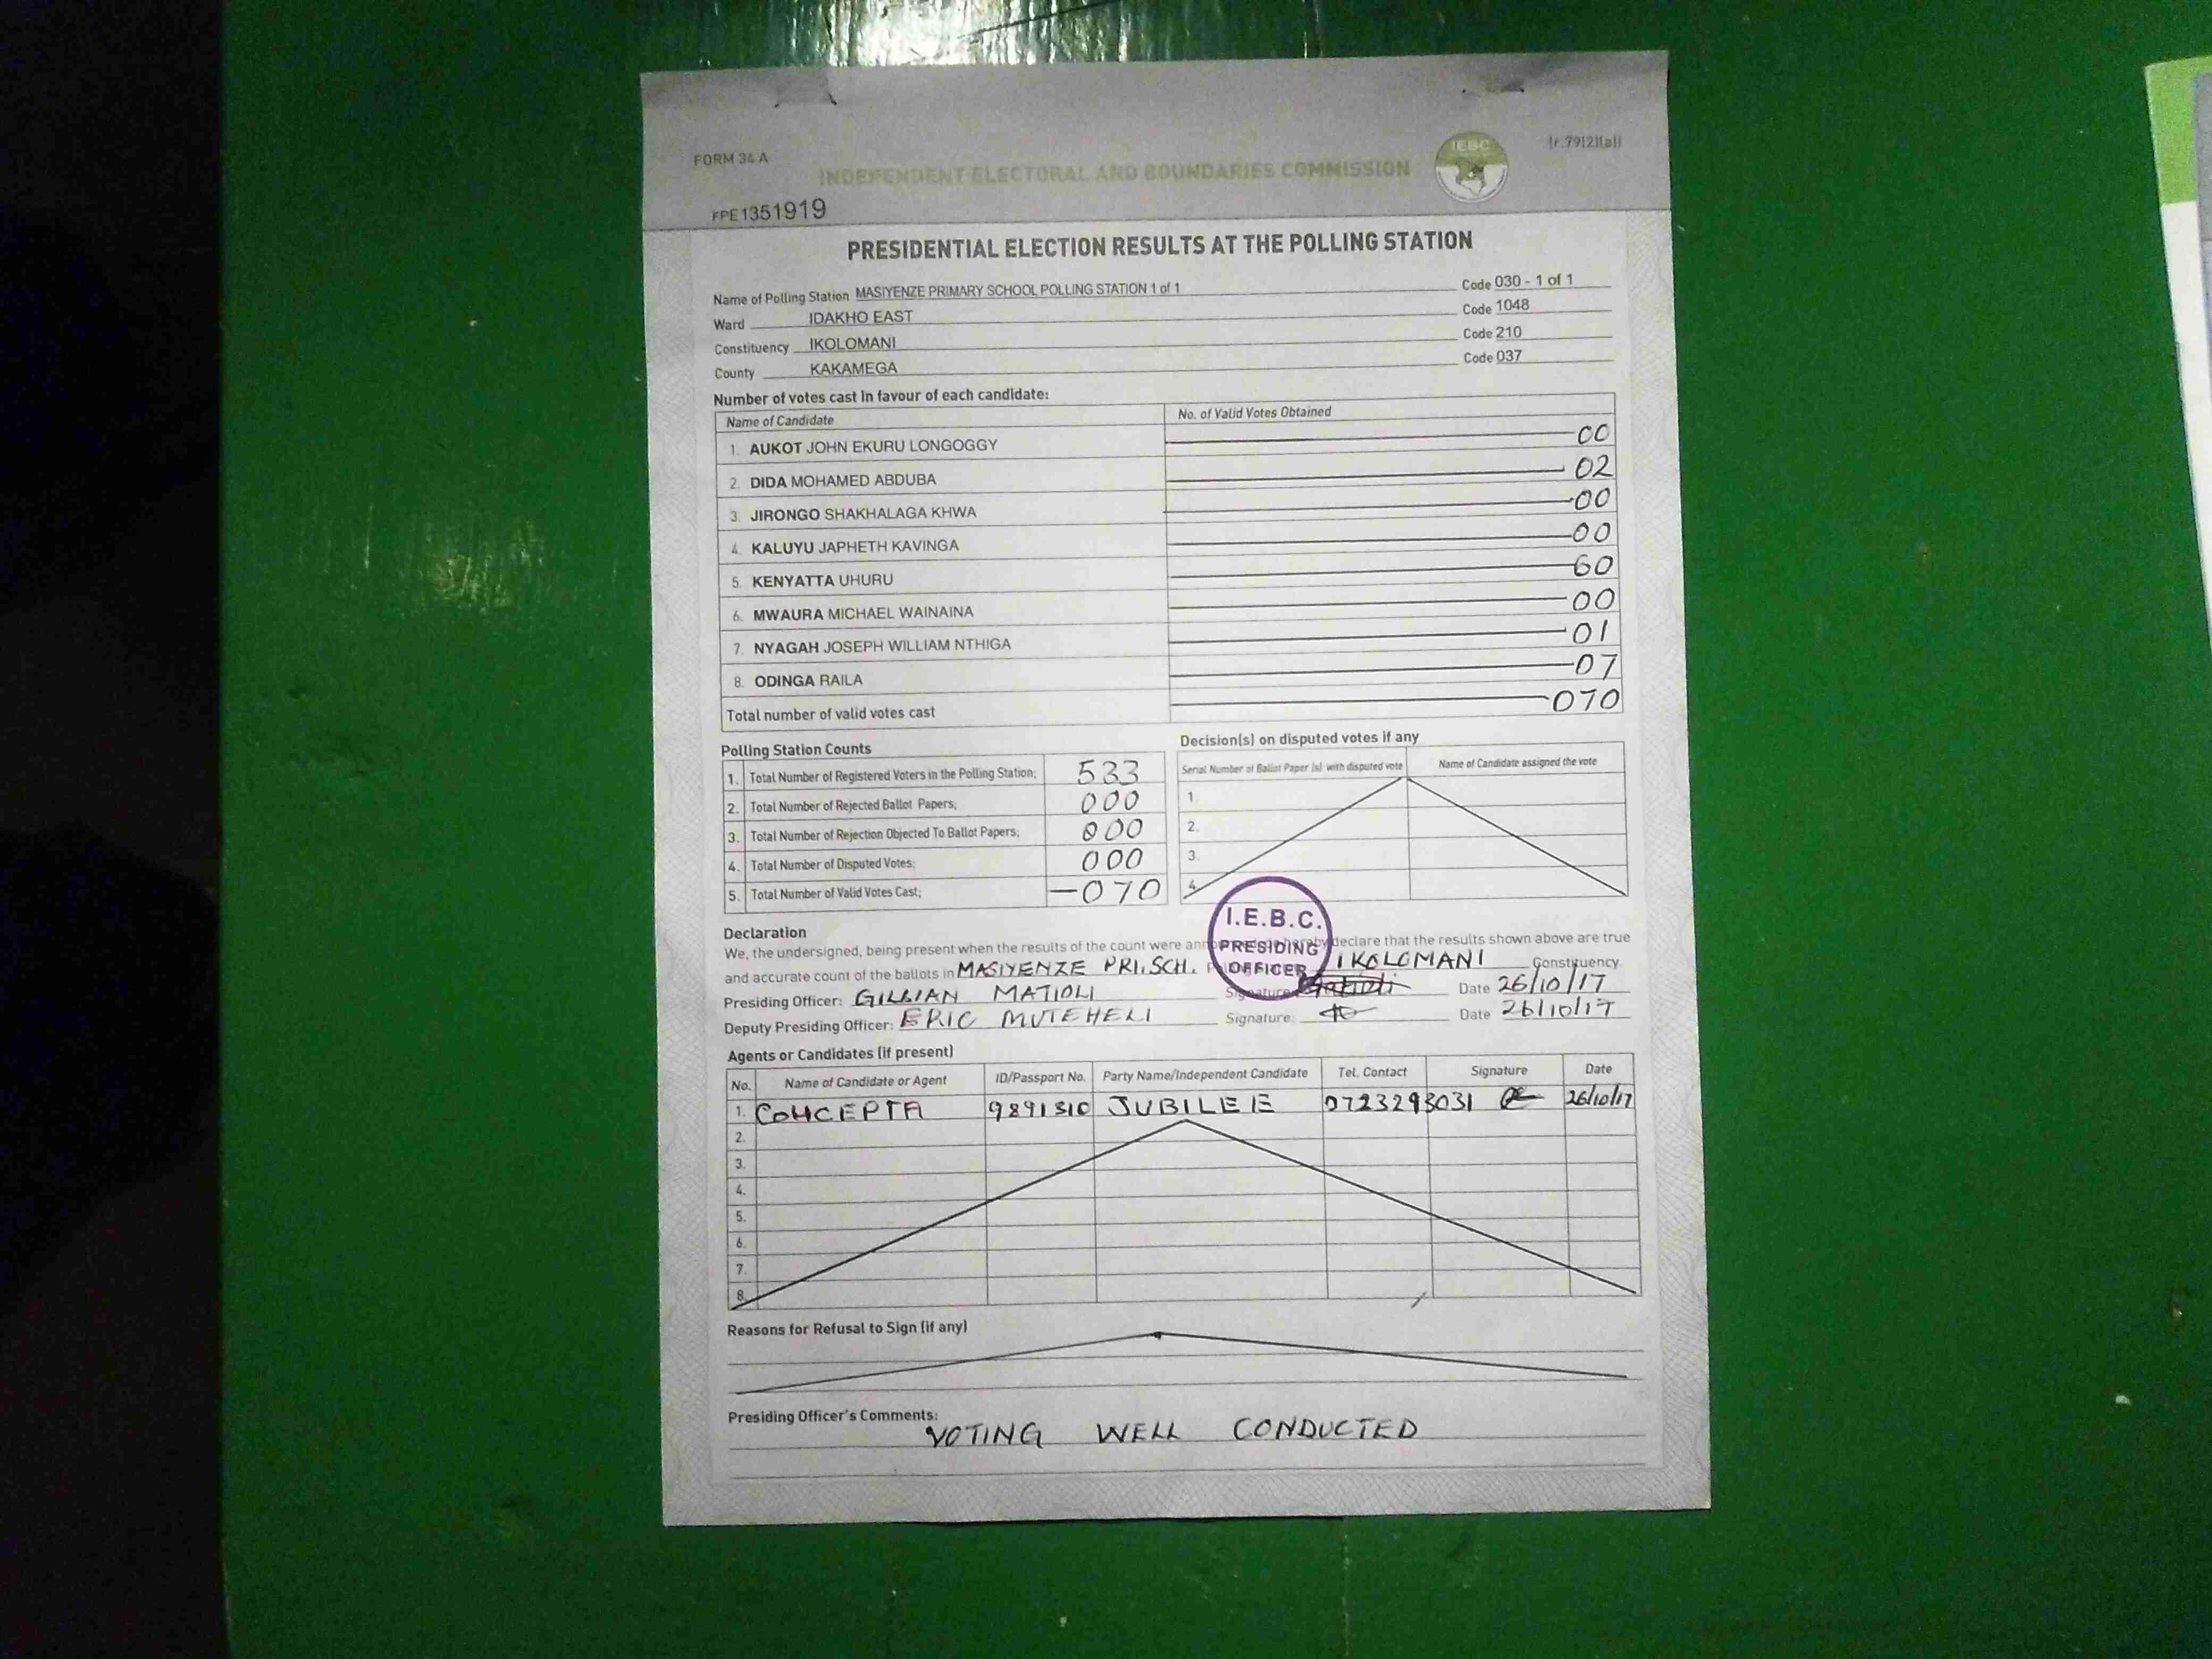 FORM 34 A
INDEPENDENT ELECTORAL AND BOUNDARIES COMMISSION
IEBC
(r.79(2)(a))
FPE1351919
PRESIDENTIAL ELECTION RESULTS AT THE POLLING STATION
Name of Polling Station MASIYENZE PRIMARY SCHOOL POLLING STATION 1 of 1 Code 030 - 1 of 1
Ward IDAKHO EAST Code 1048
Constituency IKOLOMANI Code 210
County KAKAMEGA Code 037
Number of votes cast in favour of each candidate:
Name of Candidate No. of Valid Votes Obtained
1. AUKOT JOHN EKURU LONGOGGY 00
2. DIDA MOHAMED ABDUBA 02
3. JIRONGO SHAKHALAGA KHWA 00
4. KALUYU JAPHETH KAVINGA 00
5. KENYATTA UHURU 60
6. MWAURA MICHAEL WAINAINA 00
7. NYAGAH JOSEPH WILLIAM NTHIGA 01
8. ODINGA RAILA 07
Total number of valid votes cast 070
Polling Station Counts
1. Total Number of Registered Voters in the Polling Station; 533
2. Total Number of Rejected Ballot Papers; 000
3. Total Number of Rejection Objected To Ballot Papers; 000
4. Total Number of Disputed Votes; 000
5. Total Number of Valid Votes Cast; 070
Decision(s) on disputed votes if any
Serial Number of Ballot Paper (s) with disputed vote Name of Candidate assigned the vote
1.
2.
3.
4.
I.E.B.C.
PRESIDING
OFFICER
Declaration
We, the undersigned, being present when the results of the count were hereby declare that the results shown above are true
and accurate count of the ballots in MASIYENZE PRI.SCH. IKOLOMANI Constituency.
Presiding Officer: GILLIAN MATIOLI Signature: Date 26/10/17
Deputy Presiding Officer: ERIC MUTEHELI Signature: Date 26/10/17
Agents or Candidates (if present)
No. Name of Candidate or Agent ID/Passport No. Party Name/Independent Candidate Tel. Contact Signature Date
1. CONCEPTA 9891310 JUBILEE 0723293031 26/10/17
2.
3.
4.
5.
6.
7.
8.
Reasons for Refusal to Sign (if any)
Presiding Officer's Comments:
VOTING WELL CONDUCTED